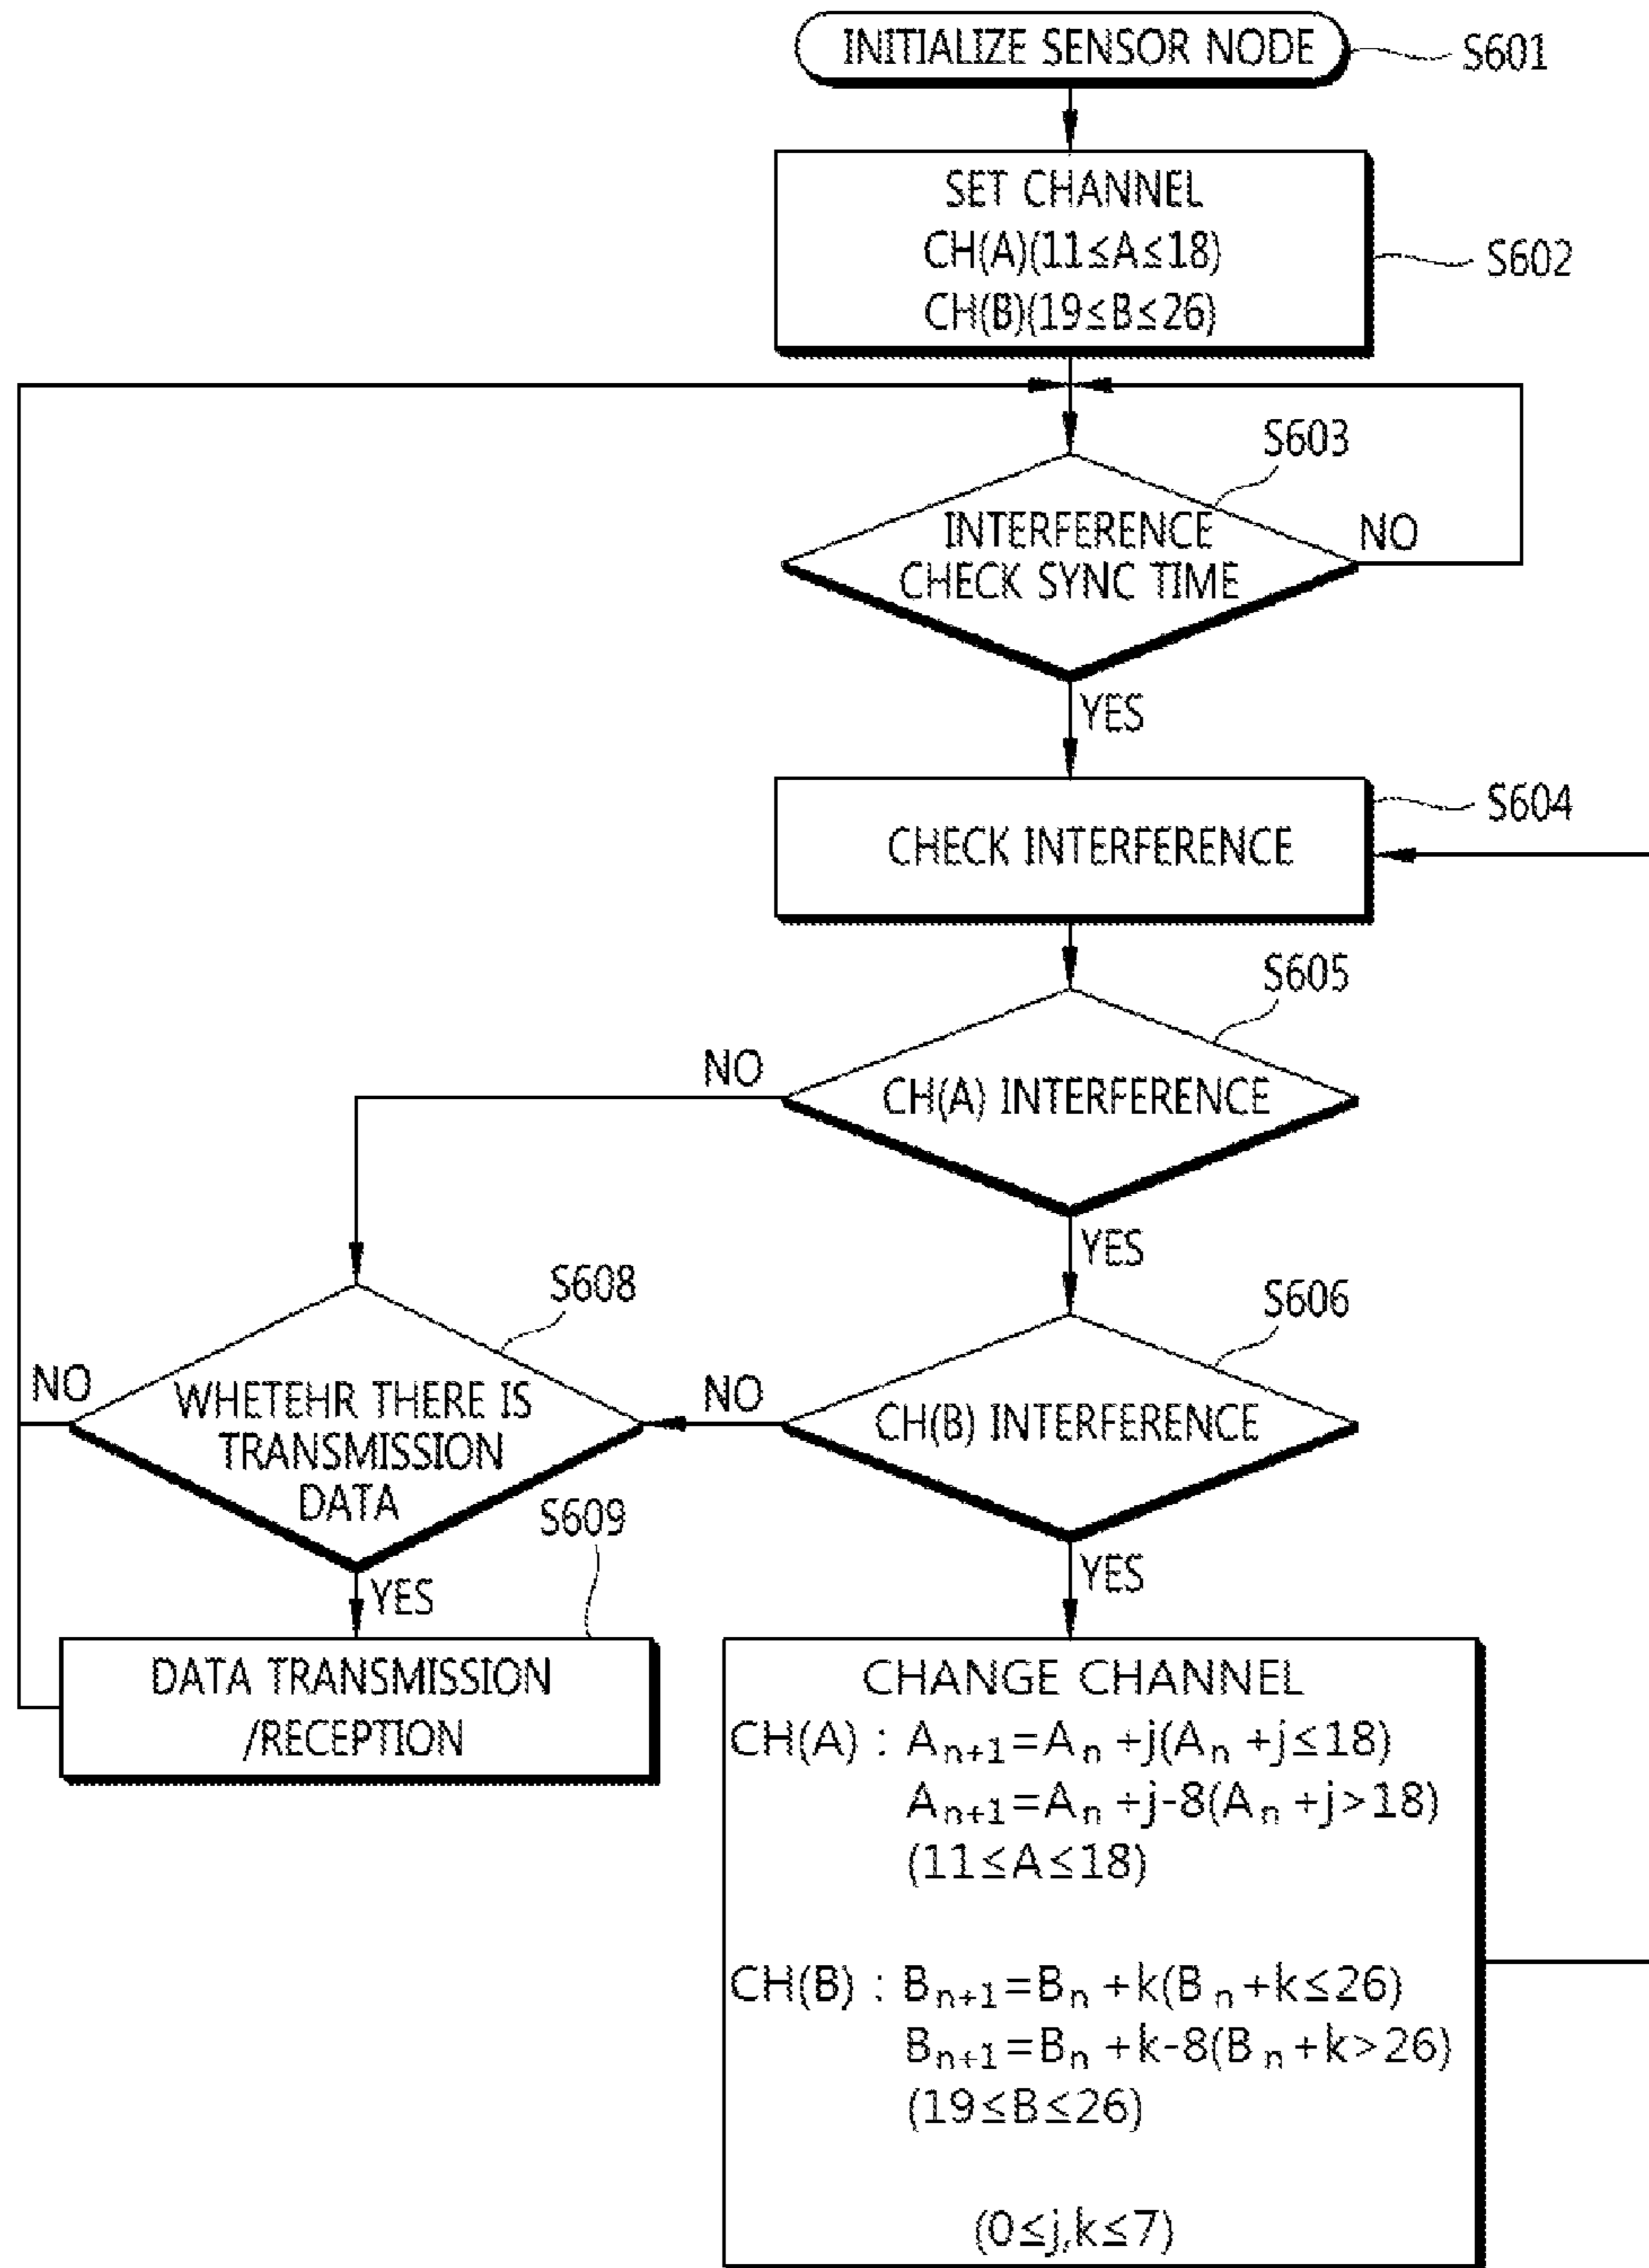 INITIALIZE SENSOR NODE
S601
SET CHANNEL
CH(A)(11≤A≤18)
CH(B)(19≤B≤26)
S602
S603
INTERFERENCE
CHECK SYNC TIME
NO
YES
CHECK INTERFERENCE
S604
S605
CH(A) INTERFERENCE
NO
YES
S606
CH(B) INTERFERENCE
NO
YES
S608
WHETEHR THERE IS
TRANSMISSION
DATA
NO
YES
S609
DATA TRANSMISSION
/RECEPTION
CHANGE CHANNEL
CH(A) : Aₙ₊₁=Aₙ+j(Aₙ+j≤18)
Aₙ₊₁=Aₙ+j-8(Aₙ+j>18)
(11≤A≤18)
CH(B) : Bₙ₊₁=Bₙ+k(Bₙ+k≤26)
Bₙ₊₁=Bₙ+k-8(Bₙ+k>26)
(19≤B≤26)
(0≤j,k≤7)